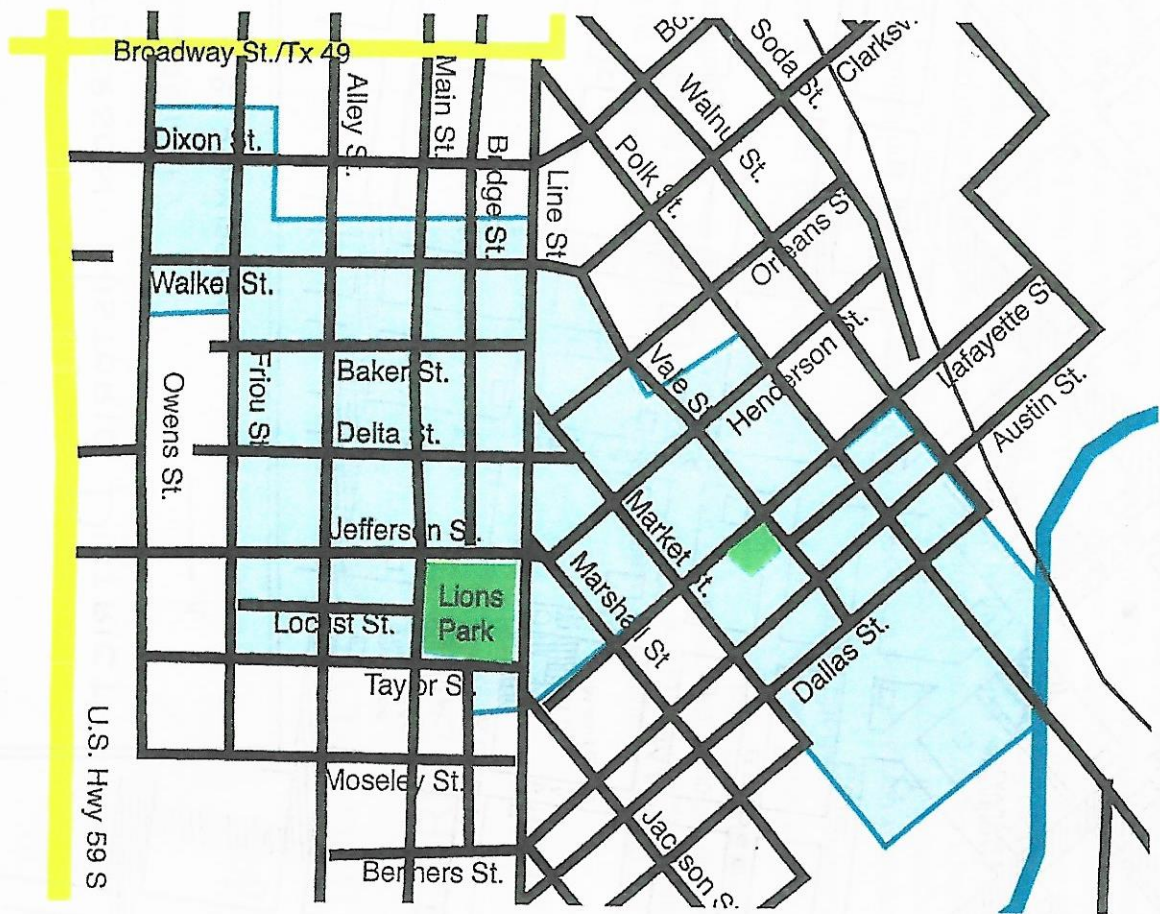 Broadway St./Tx 49
Bo
Soda St.
Clarksv
Dixon St.
Alley St.
Main St.
Bridge St.
Line St
Walnut St.
Polk St.
Orleans St
Walker St.
Baker St.
Vale St.
Henderson St.
Lafayette S
Austin St.
Owens St.
Friou St.
Delta St.
Jefferson St.
Market St.
Marshall St
Lions
Park
Locust St.
Taylor St.
Dallas St.
U.S. Hwy 59 S
Moseley St.
Jackson St.
Benners St.